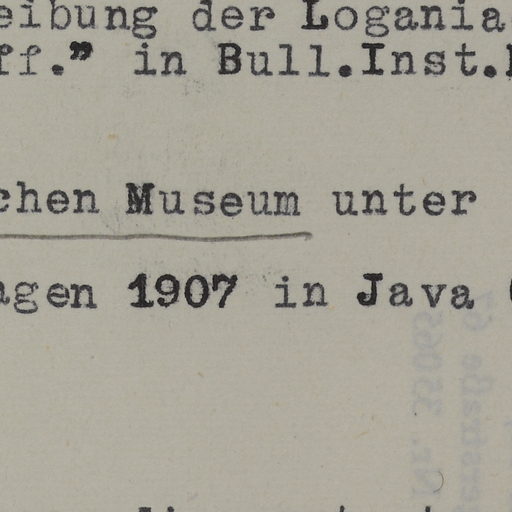 eibung der Logania
ff.” in Bull.Inst.
chen Museum unter
agen 1907 in Java